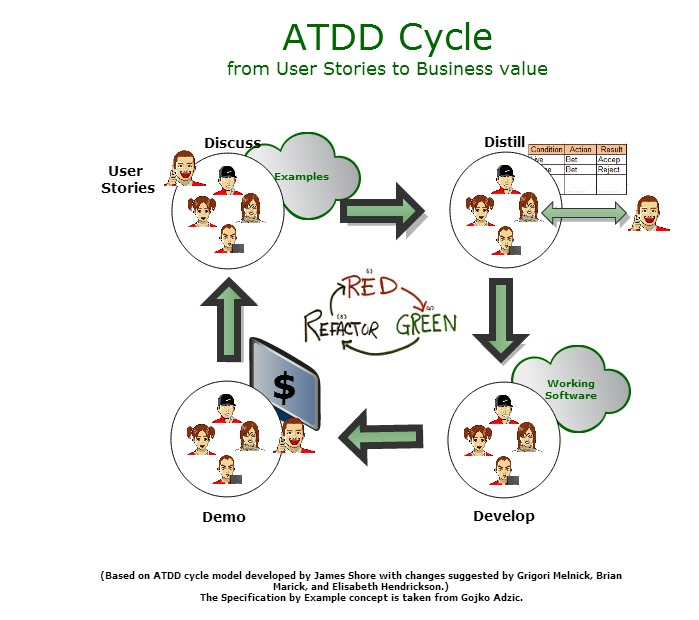 ATDD Cycle
from User Stories to Business value
Discuss
User
Stories
Examples
Distill
Condition Action Result
Bet Accep
Bet Reject
(1)
RED
(2)
GREEN
(3)
REFACTOR
$
Working
Software
Demo
Develop
(Based on ATDD cycle model developed by James Shore with changes suggested by Grigori Melnick, Brian
Marick, and Elisabeth Hendrickson.)
The Specification by Example concept is taken from Gojko Adzic.